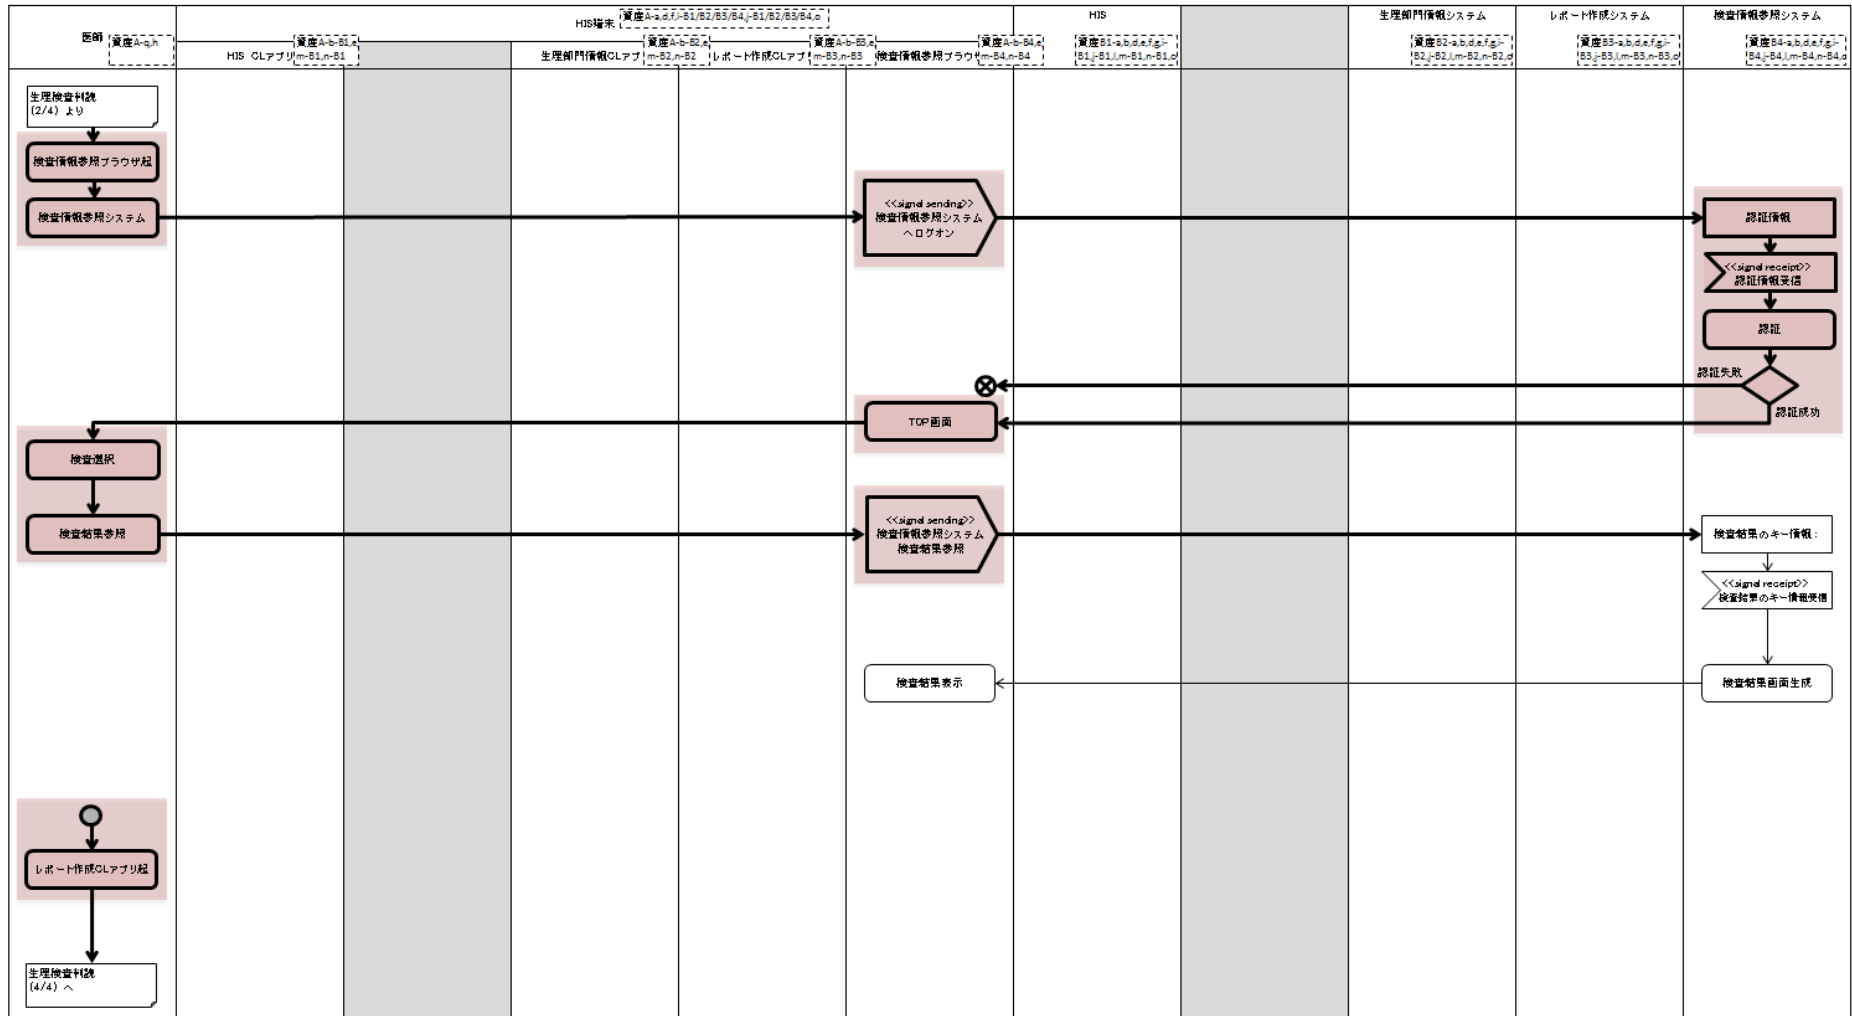 医師
資産A-q,h
HIS端末
資産A-a,d,f,i-B1/B2/B3/B4,j-B1/B2/B3/B4,o
HIS CLアプリ
資産A-b-B1,e
m-B1,n-B1
生理部門情報CLアプ
資産A-b-B2,e
m-B2,n-B2
レポート作成CLアプ
資産A-b-B3,e
m-B3,n-B3
検査情報参照ブラウザ
資産A-b-B4,e
m-B4,n-B4
HIS
資産B1-a,b,d,e,f,g,i-
B1,j-B1,l,m-B1,n-B1,o
生理部門情報システム
資産B2-a,b,d,e,f,g,i-
B2,j-B2,l,m-B2,n-B2,o
レポート作成システム
資産B3-a,b,d,e,f,g,i-
B3,j-B3,l,m-B3,n-B3,o
検査情報参照システム
資産B4-a,b,d,e,f,g,i-
B4,j-B4,l,m-B4,n-B4,o
生理検査判読
(2/4) より
検査情報参照ブラウザ起
検査情報参照システム
<<signal sending>>
検査情報参照システム
へログオン
認証情報
<<signal receipt>>
認証情報受信
認証
認証失敗
認証成功
TOP画面
検査選択
検査結果参照
<<signal sending>>
検査情報参照システム
検査結果参照
検査結果のキー情報:
<<signal receipt>>
検査結果のキー情報受信
検査結果画面生成
検査結果表示
レポート作成CLアプリ起
生理検査判読
(4/4) へ